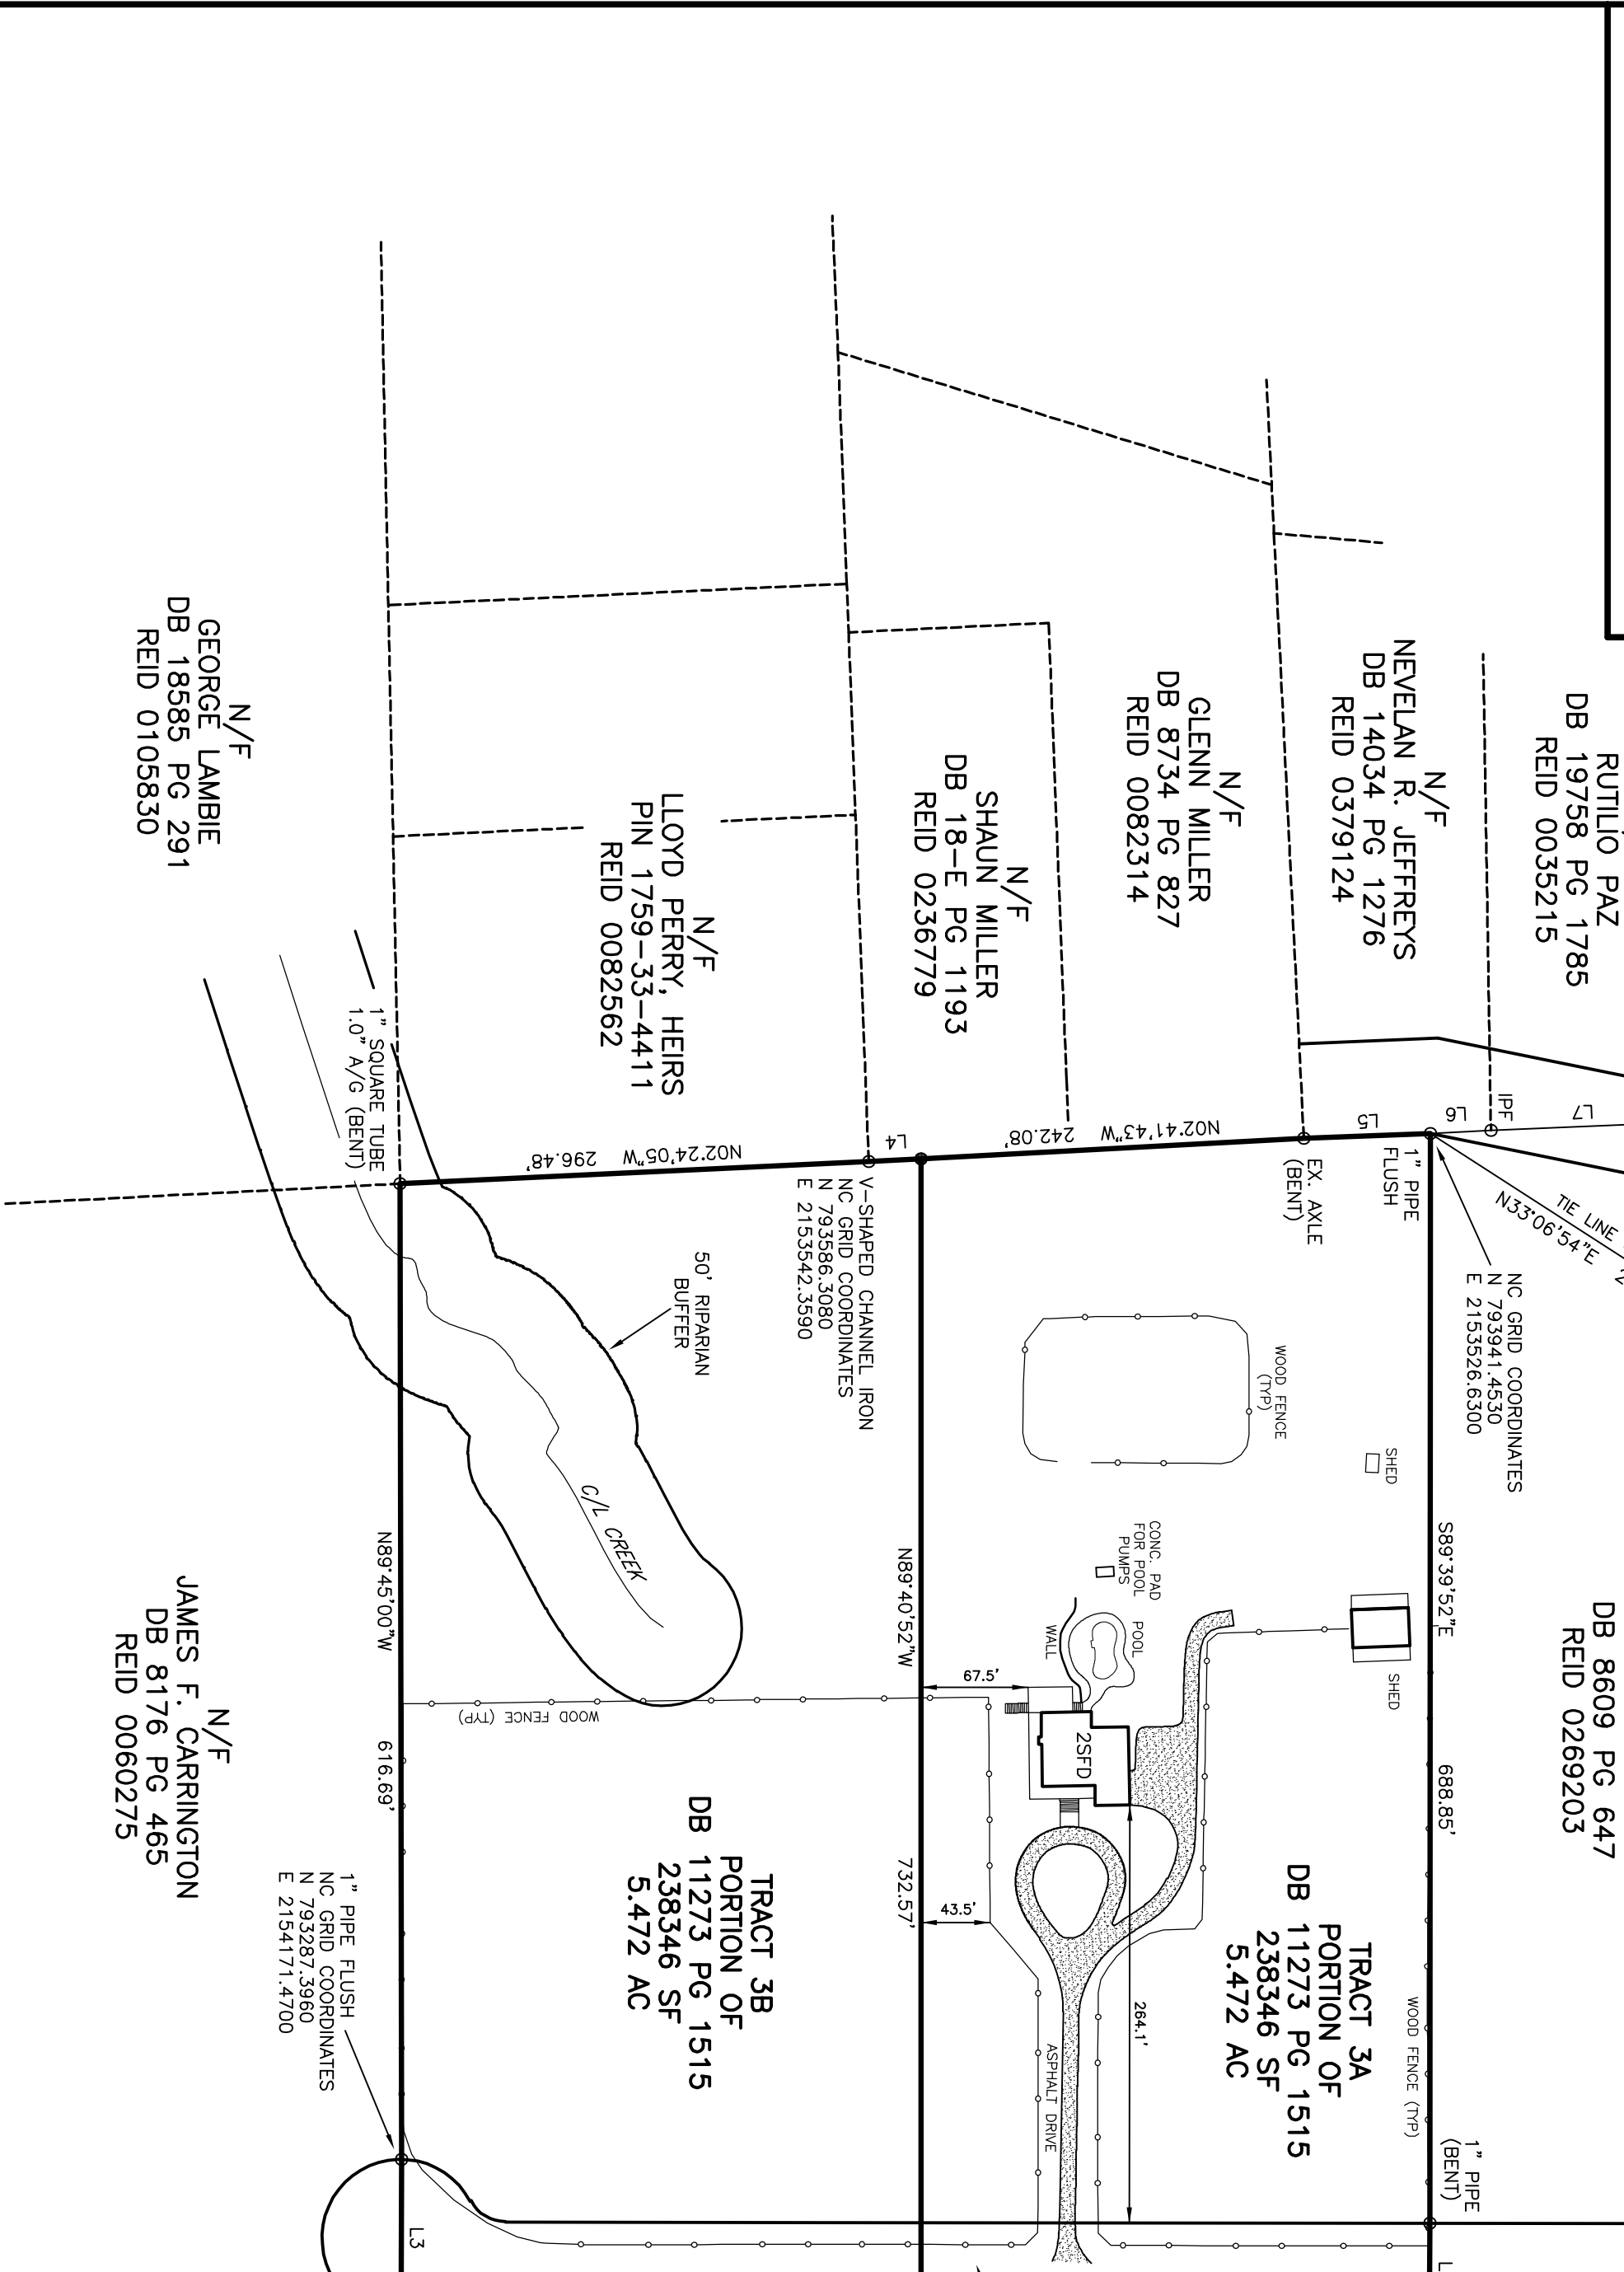 RUTILIO PAZ
DB 19758 PG 1785
REID 0035215
N/F
NEVELAN R. JEFFREYS
DB 14034 PG 1276
REID 0379124
N/F
GLENN MILLER
DB 8734 PG 827
REID 0082314
N/F
SHAUN MILLER
DB 18-E PG 1193
REID 0236779
N/F
LLOYD PERRY, HEIRS
PIN 1759-33-4411
REID 0082562
N/F
GEORGE LAMBIE
DB 18585 PG 291
REID 0105830
L7
IPF
L6
L5
N02°41'43"W 242.08'
L4
N02°24'05"W 296.48'
1" SQUARE TUBE
1.0" A/G (BENT)
TIE LINE
N33°06'54"E
1" PIPE
FLUSH
EX. AXLE
(BENT)
NC GRID COORDINATES
N 793941.4530
E 2153526.6300
V-SHAPED CHANNEL IRON
NC GRID COORDINATES
N 793586.3080
E 2153542.3590
50' RIPARIAN
BUFFER
C/L CREEK
WOOD FENCE
(TYP)
SHED
CONC. PAD
FOR POOL
PUMPS
POOL
WALL
SHED
2SFD
67.5'
43.5'
264.1'
ASPHALT DRIVE
WOOD FENCE (TYP)
WOOD FENCE (TYP)
S89°39'52"E 688.85'
N89°40'52"W 732.57'
N89°45'00"W 616.69'
DB 8609 PG 647
REID 0269203
TRACT 3A
PORTION OF
DB 11273 PG 1515
238346 SF
5.472 AC
TRACT 3B
PORTION OF
DB 11273 PG 1515
238346 SF
5.472 AC
N/F
JAMES F. CARRINGTON
DB 8176 PG 465
REID 0060275
1" PIPE FLUSH
NC GRID COORDINATES
N 793287.3960
E 2154171.4700
1" PIPE
(BENT)
L3